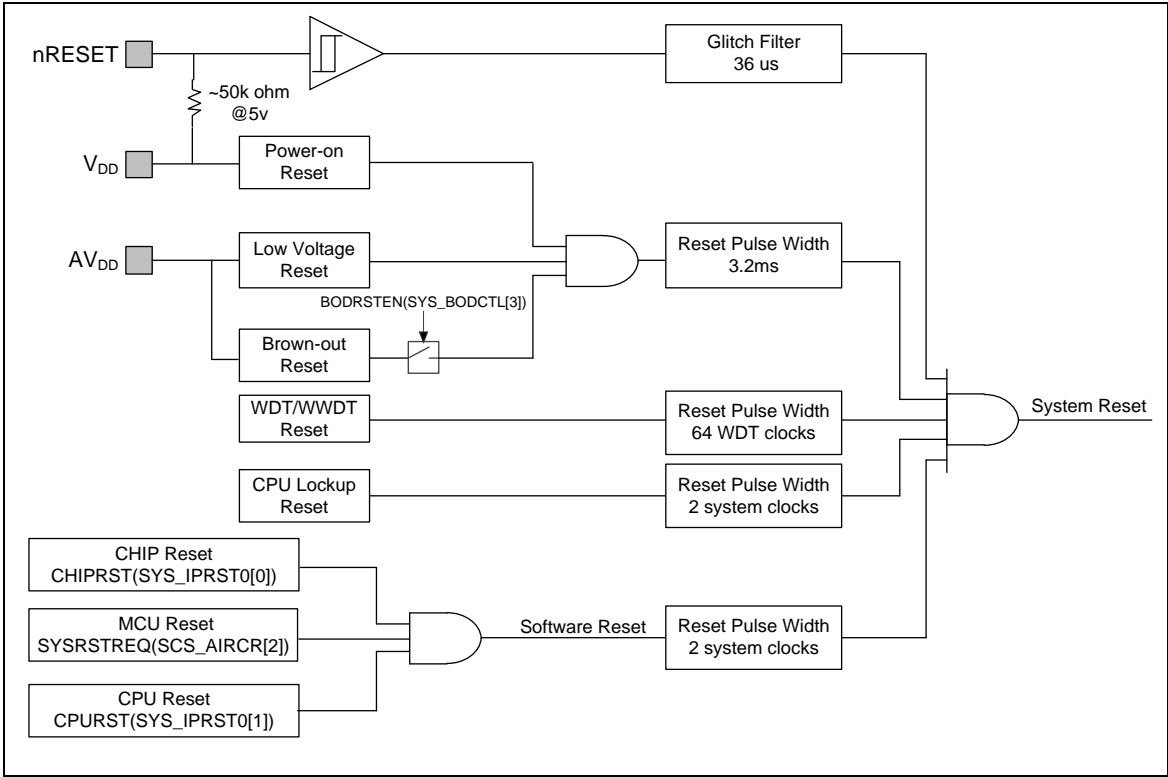 nRESET
Glitch Filter
36 us
~50k ohm
@5v
VDD
Power-on
Reset
AVDD
Low Voltage
Reset
Reset Pulse Width
3.2ms
BODRSTEN(SYS_BODCTL[3])
Brown-out
Reset
WDT/WWDT
Reset
Reset Pulse Width
64 WDT clocks
System Reset
CPU Lockup
Reset
Reset Pulse Width
2 system clocks
CHIP Reset
CHIPRST(SYS_IPRST0[0])
MCU Reset
SYSRSTREQ(SCS_AIRCR[2])
Software Reset
Reset Pulse Width
2 system clocks
CPU Reset
CPURST(SYS_IPRST0[1])